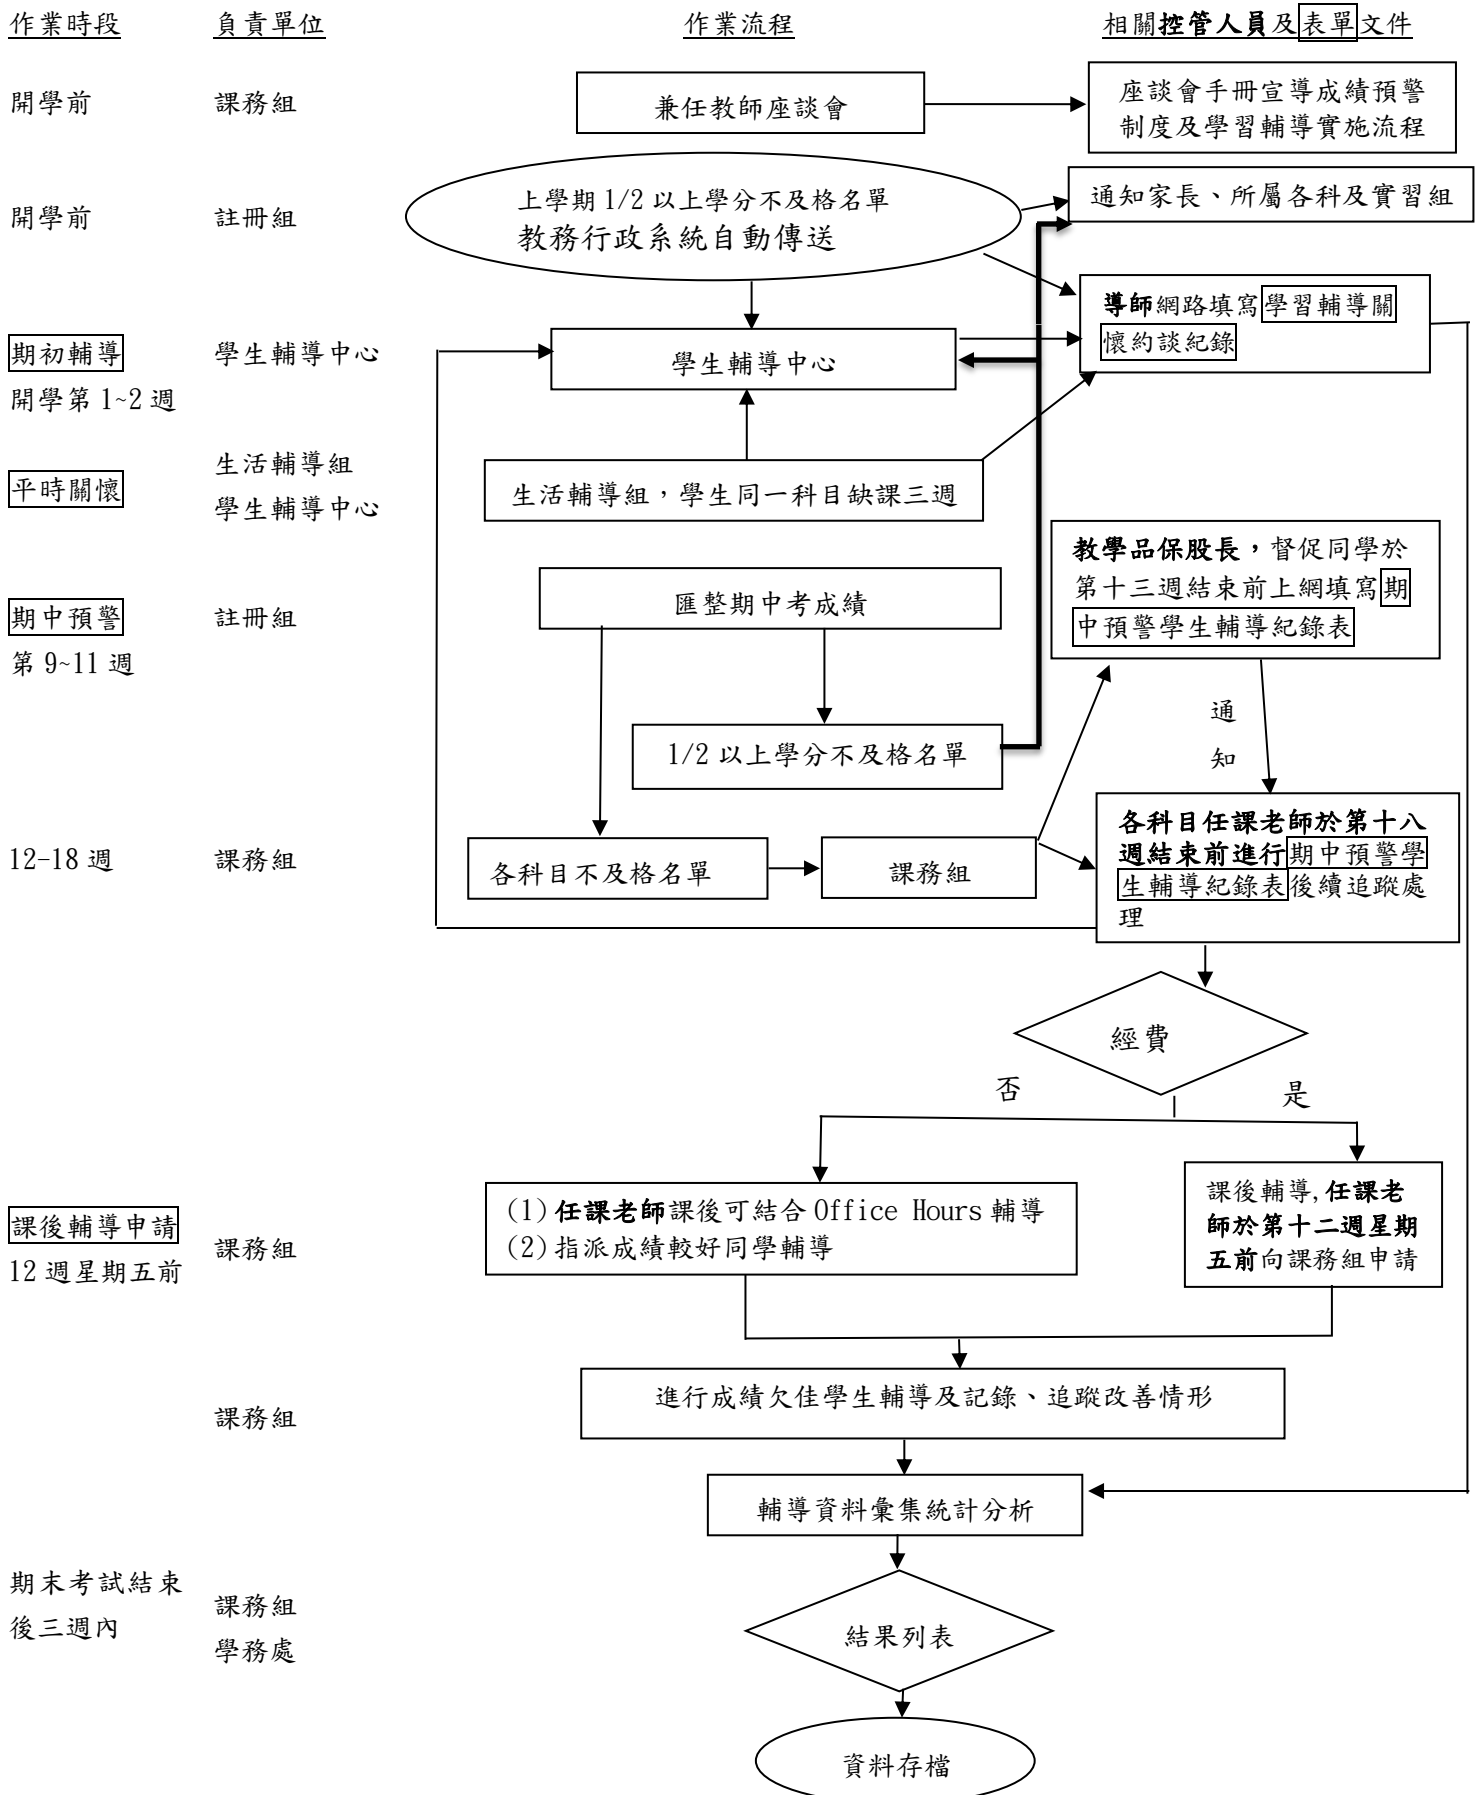 作業時段
負責單位
作業流程
相關控管人員及表單文件
開學前
課務組
兼任教師座談會
座談會手冊宣導成績預警
制度及學習輔導實施流程
開學前
註冊組
上學期 1/2 以上學分不及格名單
教務行政系統自動傳送
通知家長、所屬各科及實習組
導師網路填寫學習輔導關
懷約談紀錄
期初輔導
開學第 1~2 週
學生輔導中心
學生輔導中心
平時關懷
生活輔導組
學生輔導中心
生活輔導組，學生同一科目缺課三週
教學品保股長，督促同學於
第十三週結束前上網填寫期
中預警學生輔導紀錄表
期中預警
第 9~11 週
註冊組
匯整期中考成績
1/2 以上學分不及格名單
通
知
12-18 週
課務組
各科目不及格名單
課務組
各科目任課老師於第十八
週結束前進行期中預警學
生輔導紀錄表後續追蹤處
理
經費
否
是
課後輔導申請
12 週星期五前
課務組
(1)任課老師課後可結合 Office Hours 輔導
(2)指派成績較好同學輔導
課後輔導,任課老
師於第十二週星期
五前向課務組申請
課務組
進行成績欠佳學生輔導及記錄、追蹤改善情形
輔導資料彙集統計分析
期末考試結束
後三週內
課務組
學務處
結果列表
資料存檔